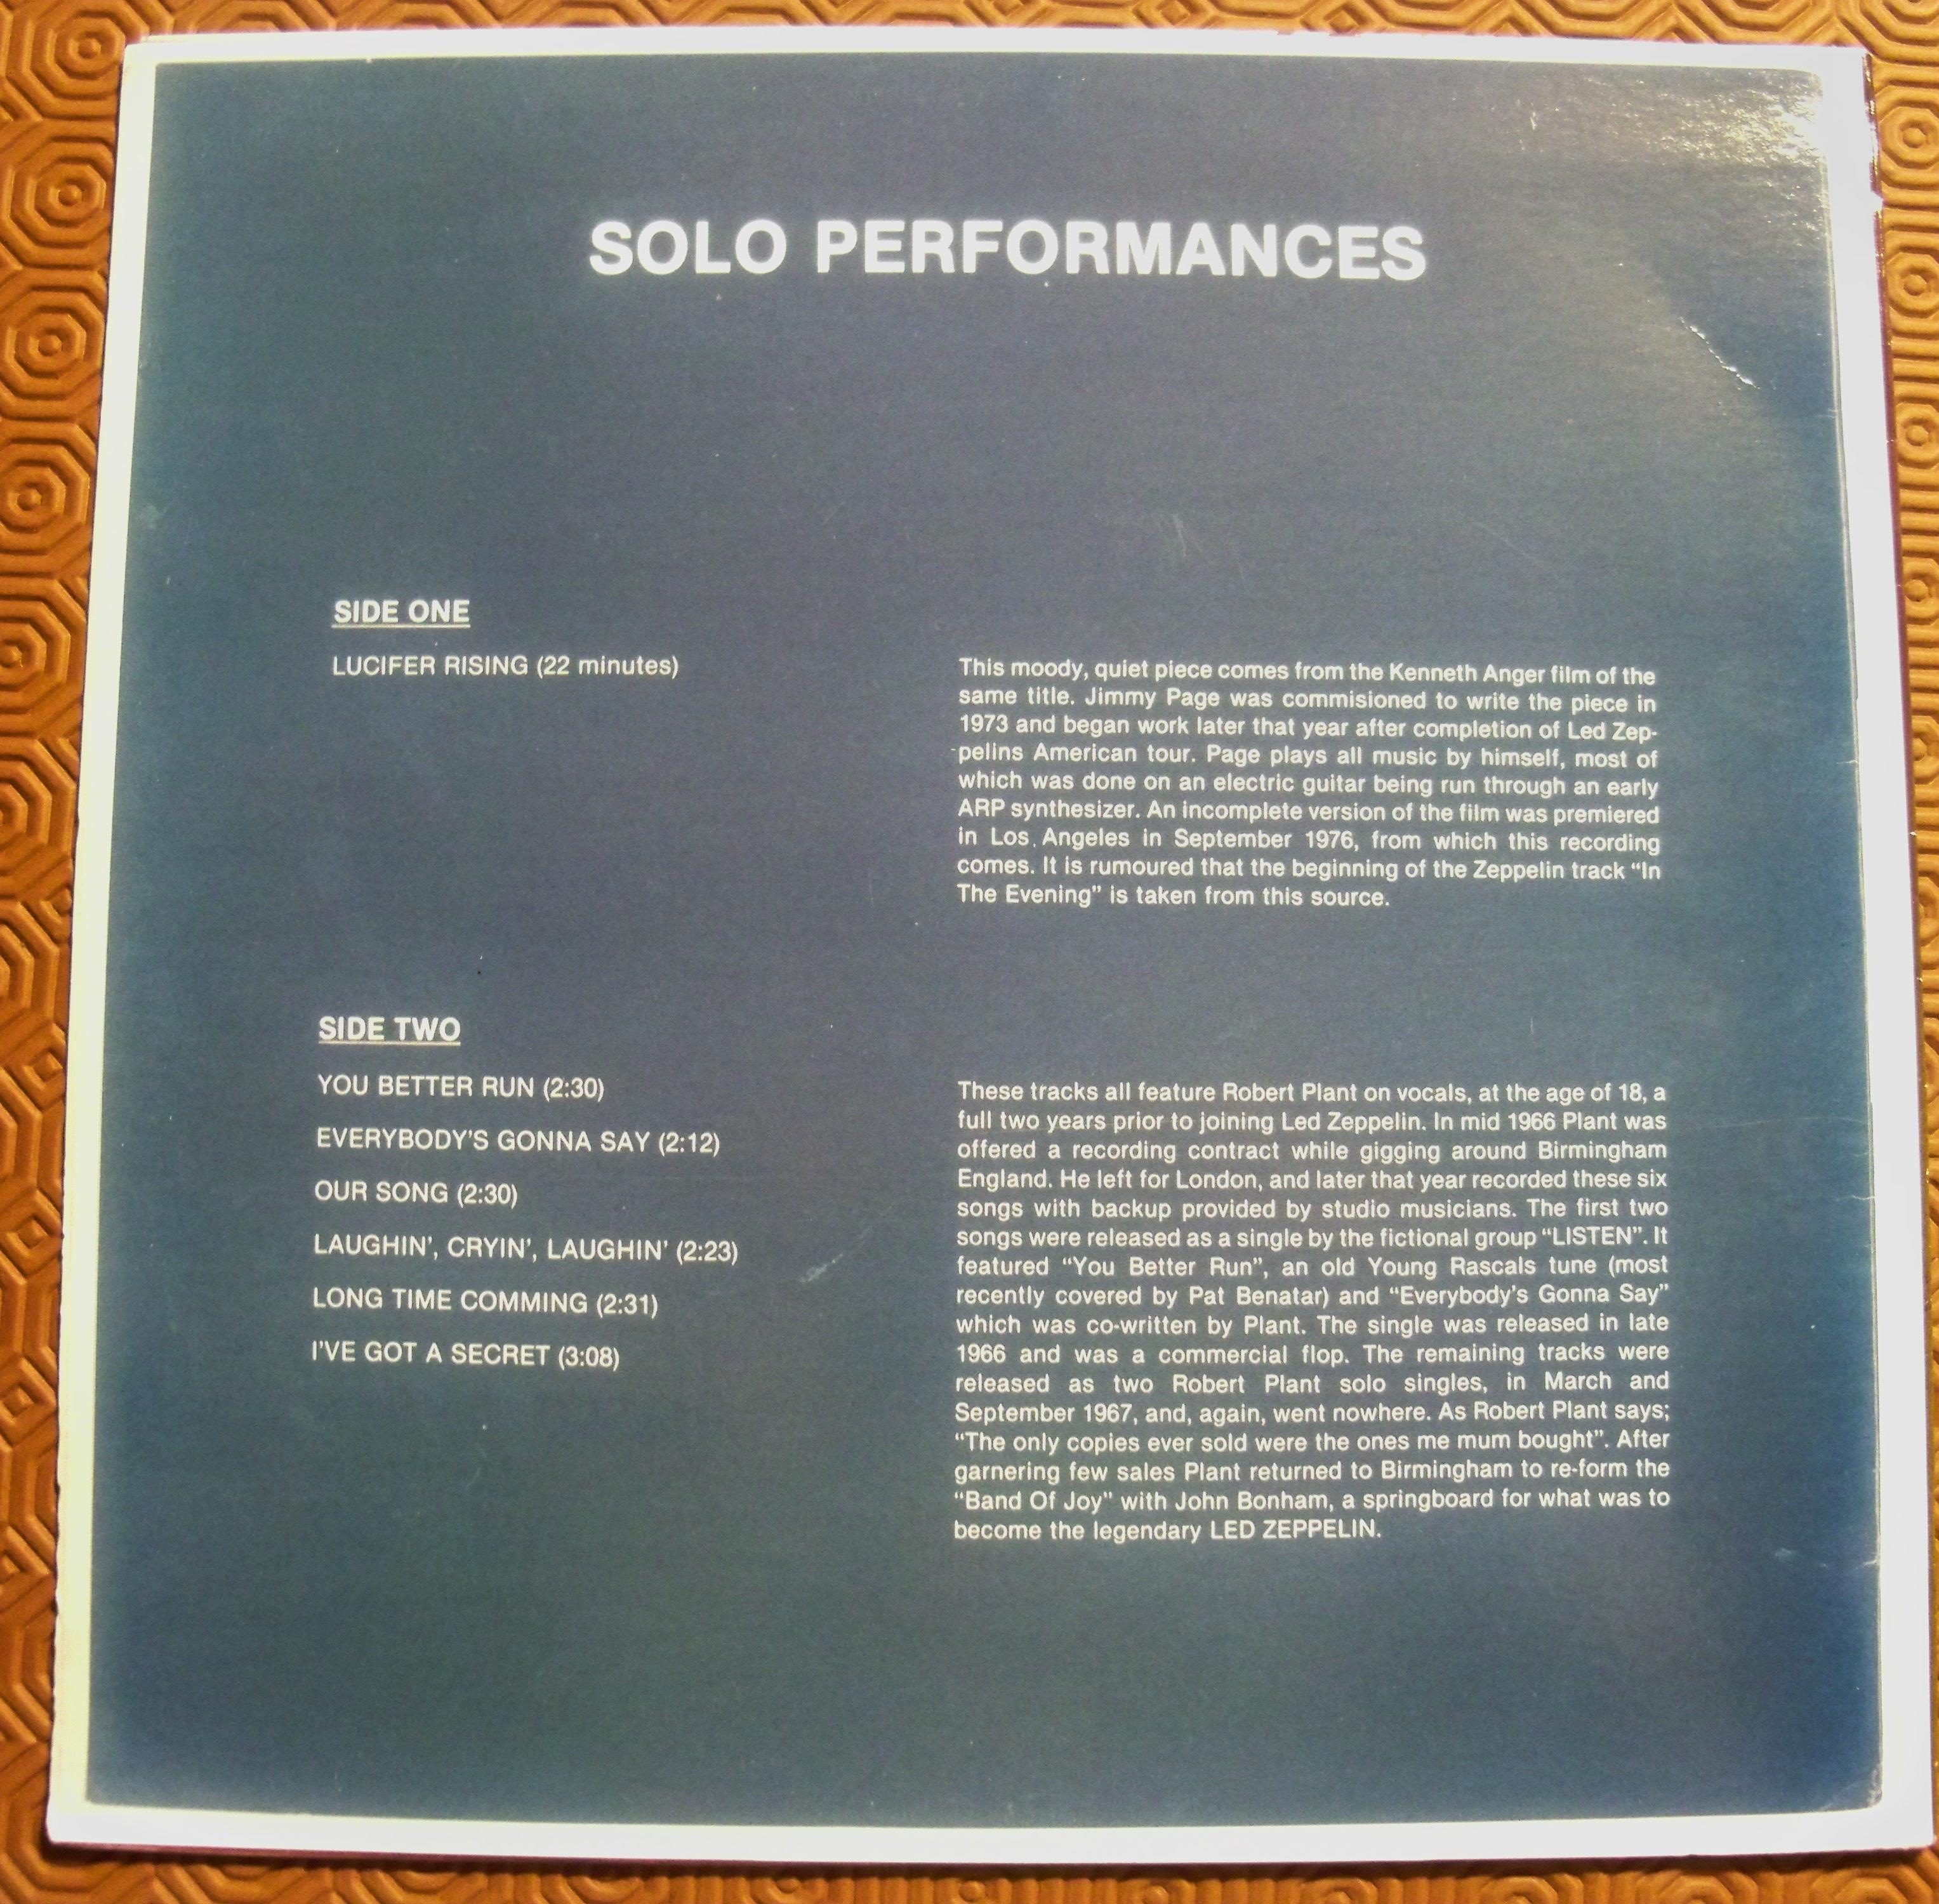 SOLO PERFORMANCES
SIDE ONE
LUCIFER RISING (22 minutes)
This moody, quiet piece comes from the Kenneth Anger film of the
same title. Jimmy Page was commisioned to write the piece in
1973 and began work later that year after completion of Led Zep-
pelins American tour. Page plays all music by himself, most of
which was done on an electric guitar being run through an early
ARP synthesizer. An incomplete version of the film was premiered
in Los Angeles in September 1976, from which this recording
comes. It is rumoured that the beginning of the Zeppelin track “In
The Evening” is taken from this source.
SIDE TWO
YOU BETTER RUN (2:30)
EVERYBODY’S GONNA SAY (2:12)
OUR SONG (2:30)
LAUGHIN’, CRYIN’, LAUGHIN’ (2:23)
LONG TIME COMMING (2:31)
I’VE GOT A SECRET (3:08)
These tracks all feature Robert Plant on vocals, at the age of 18, a
full two years prior to joining Led Zeppelin. In mid 1966 Plant was
offered a recording contract while gigging around Birmingham
England. He left for London, and later that year recorded these six
songs with backup provided by studio musicians. The first two
songs were released as a single by the fictional group “LISTEN”. It
featured “You Better Run”, an old Young Rascals tune (most
recently covered by Pat Benatar) and “Everybody’s Gonna Say”
which was co-written by Plant. The single was released in late
1966 and was a commercial flop. The remaining tracks were
released as two Robert Plant solo singles, in March and
September 1967, and, again, went nowhere. As Robert Plant says;
“The only copies ever sold were the ones me mum bought”. After
garnering few sales Plant returned to Birmingham to re-form the
“Band Of Joy” with John Bonham, a springboard for what was to
become the legendary LED ZEPPELIN.